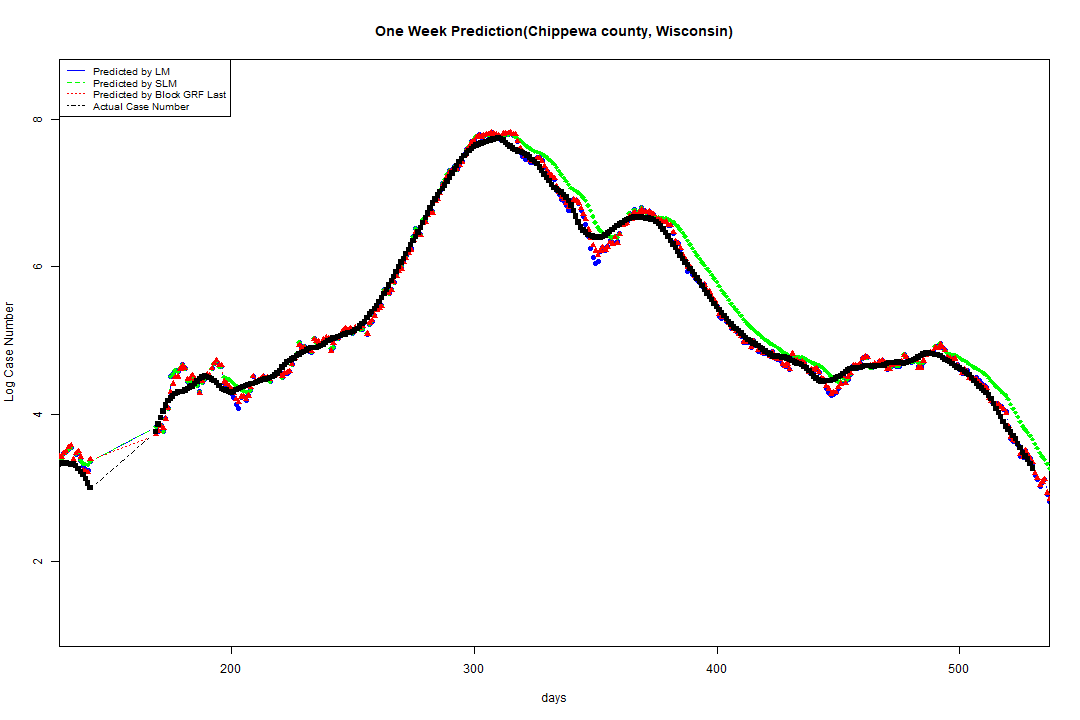 One Week Prediction(Chippewa county, Wisconsin)
Predicted by LM
Predicted by SLM
Predicted by Block GRF Last
Actual Case Number
8
6
4
2
Log Case Number
200 300 400 500
days